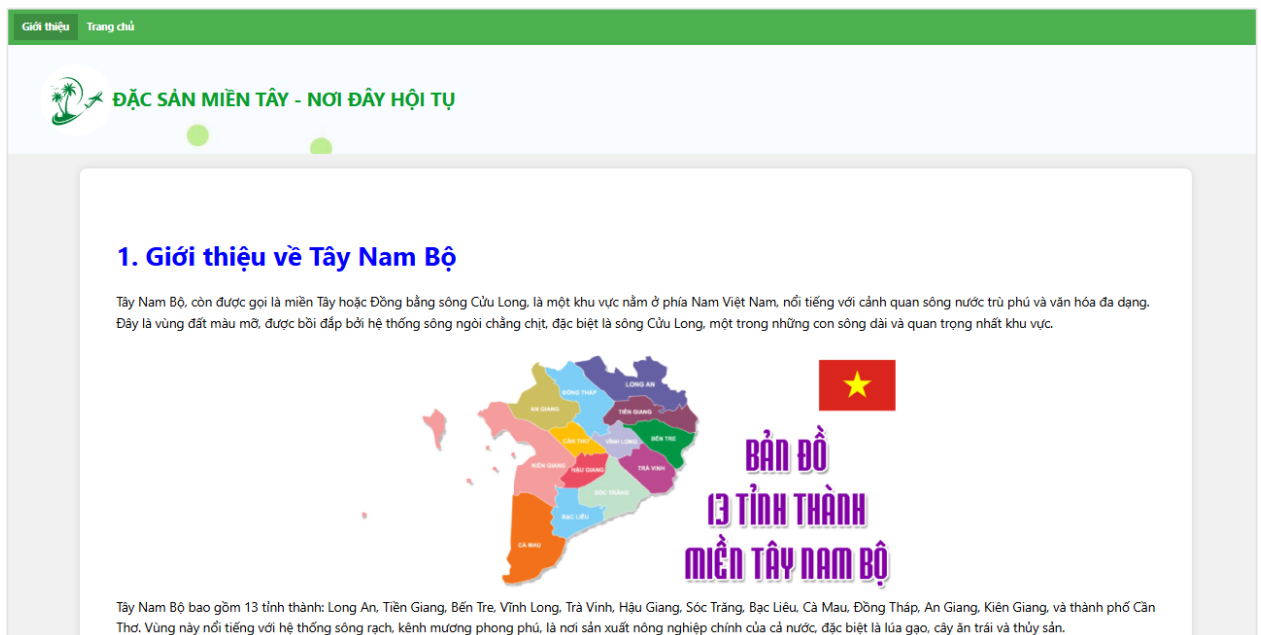 Giới thiệu Trang chủ
ĐẶC SẢN MIỀN TÂY - NƠI ĐÂY HỘI TỤ
1. Giới thiệu về Tây Nam Bộ
Tây Nam Bộ, còn được gọi là miền Tây hoặc Đồng bằng sông Cửu Long, là một khu vực nằm ở phía Nam Việt Nam, nổi tiếng với cảnh quan sông nước trù phú và văn hóa đa dạng.
Đây là vùng đất màu mỡ, được bồi đắp bởi hệ thống sông ngòi chằng chịt, đặc biệt là sông Cửu Long, một trong những con sông dài và quan trọng nhất khu vực.
LONG AN
ĐỒNG THÁP
AN GIANG
TIỀN GIANG
CẦN THƠ
VĨNH LONG
BẾN TRE
KIÊN GIANG
HẬU GIANG
TRÀ VINH
SÓC TRĂNG
BẠC LIÊU
CÀ MAU
BẢN ĐỒ
13 TỈNH THÀNH
MIỀN TÂY NAM BỘ
Tây Nam Bộ bao gồm 13 tỉnh thành: Long An, Tiền Giang, Bến Tre, Vĩnh Long, Trà Vinh, Hậu Giang, Sóc Trăng, Bạc Liêu, Cà Mau, Đồng Tháp, An Giang, Kiên Giang, và thành phố Cần
Thơ. Vùng này nổi tiếng với hệ thống sông rạch, kênh mương phong phú, là nơi sản xuất nông nghiệp chính của cả nước, đặc biệt là lúa gạo, cây ăn trái và thủy sản.